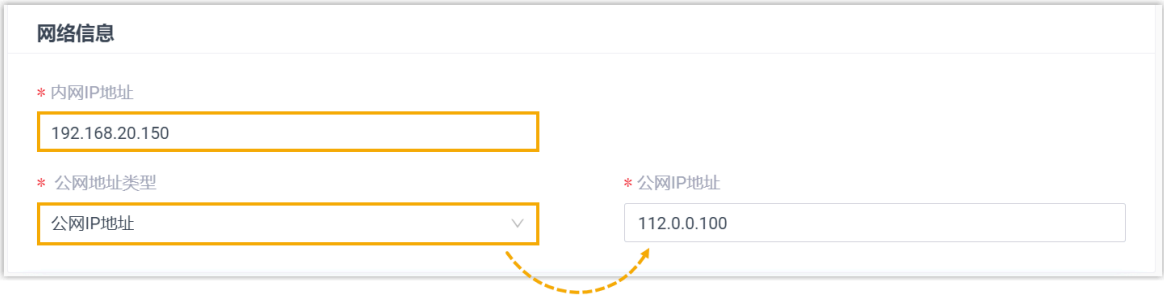 网络信息
* 内网IP地址
192.168.20.150
* 公网地址类型
* 公网IP地址
公网IP地址
112.0.0.100